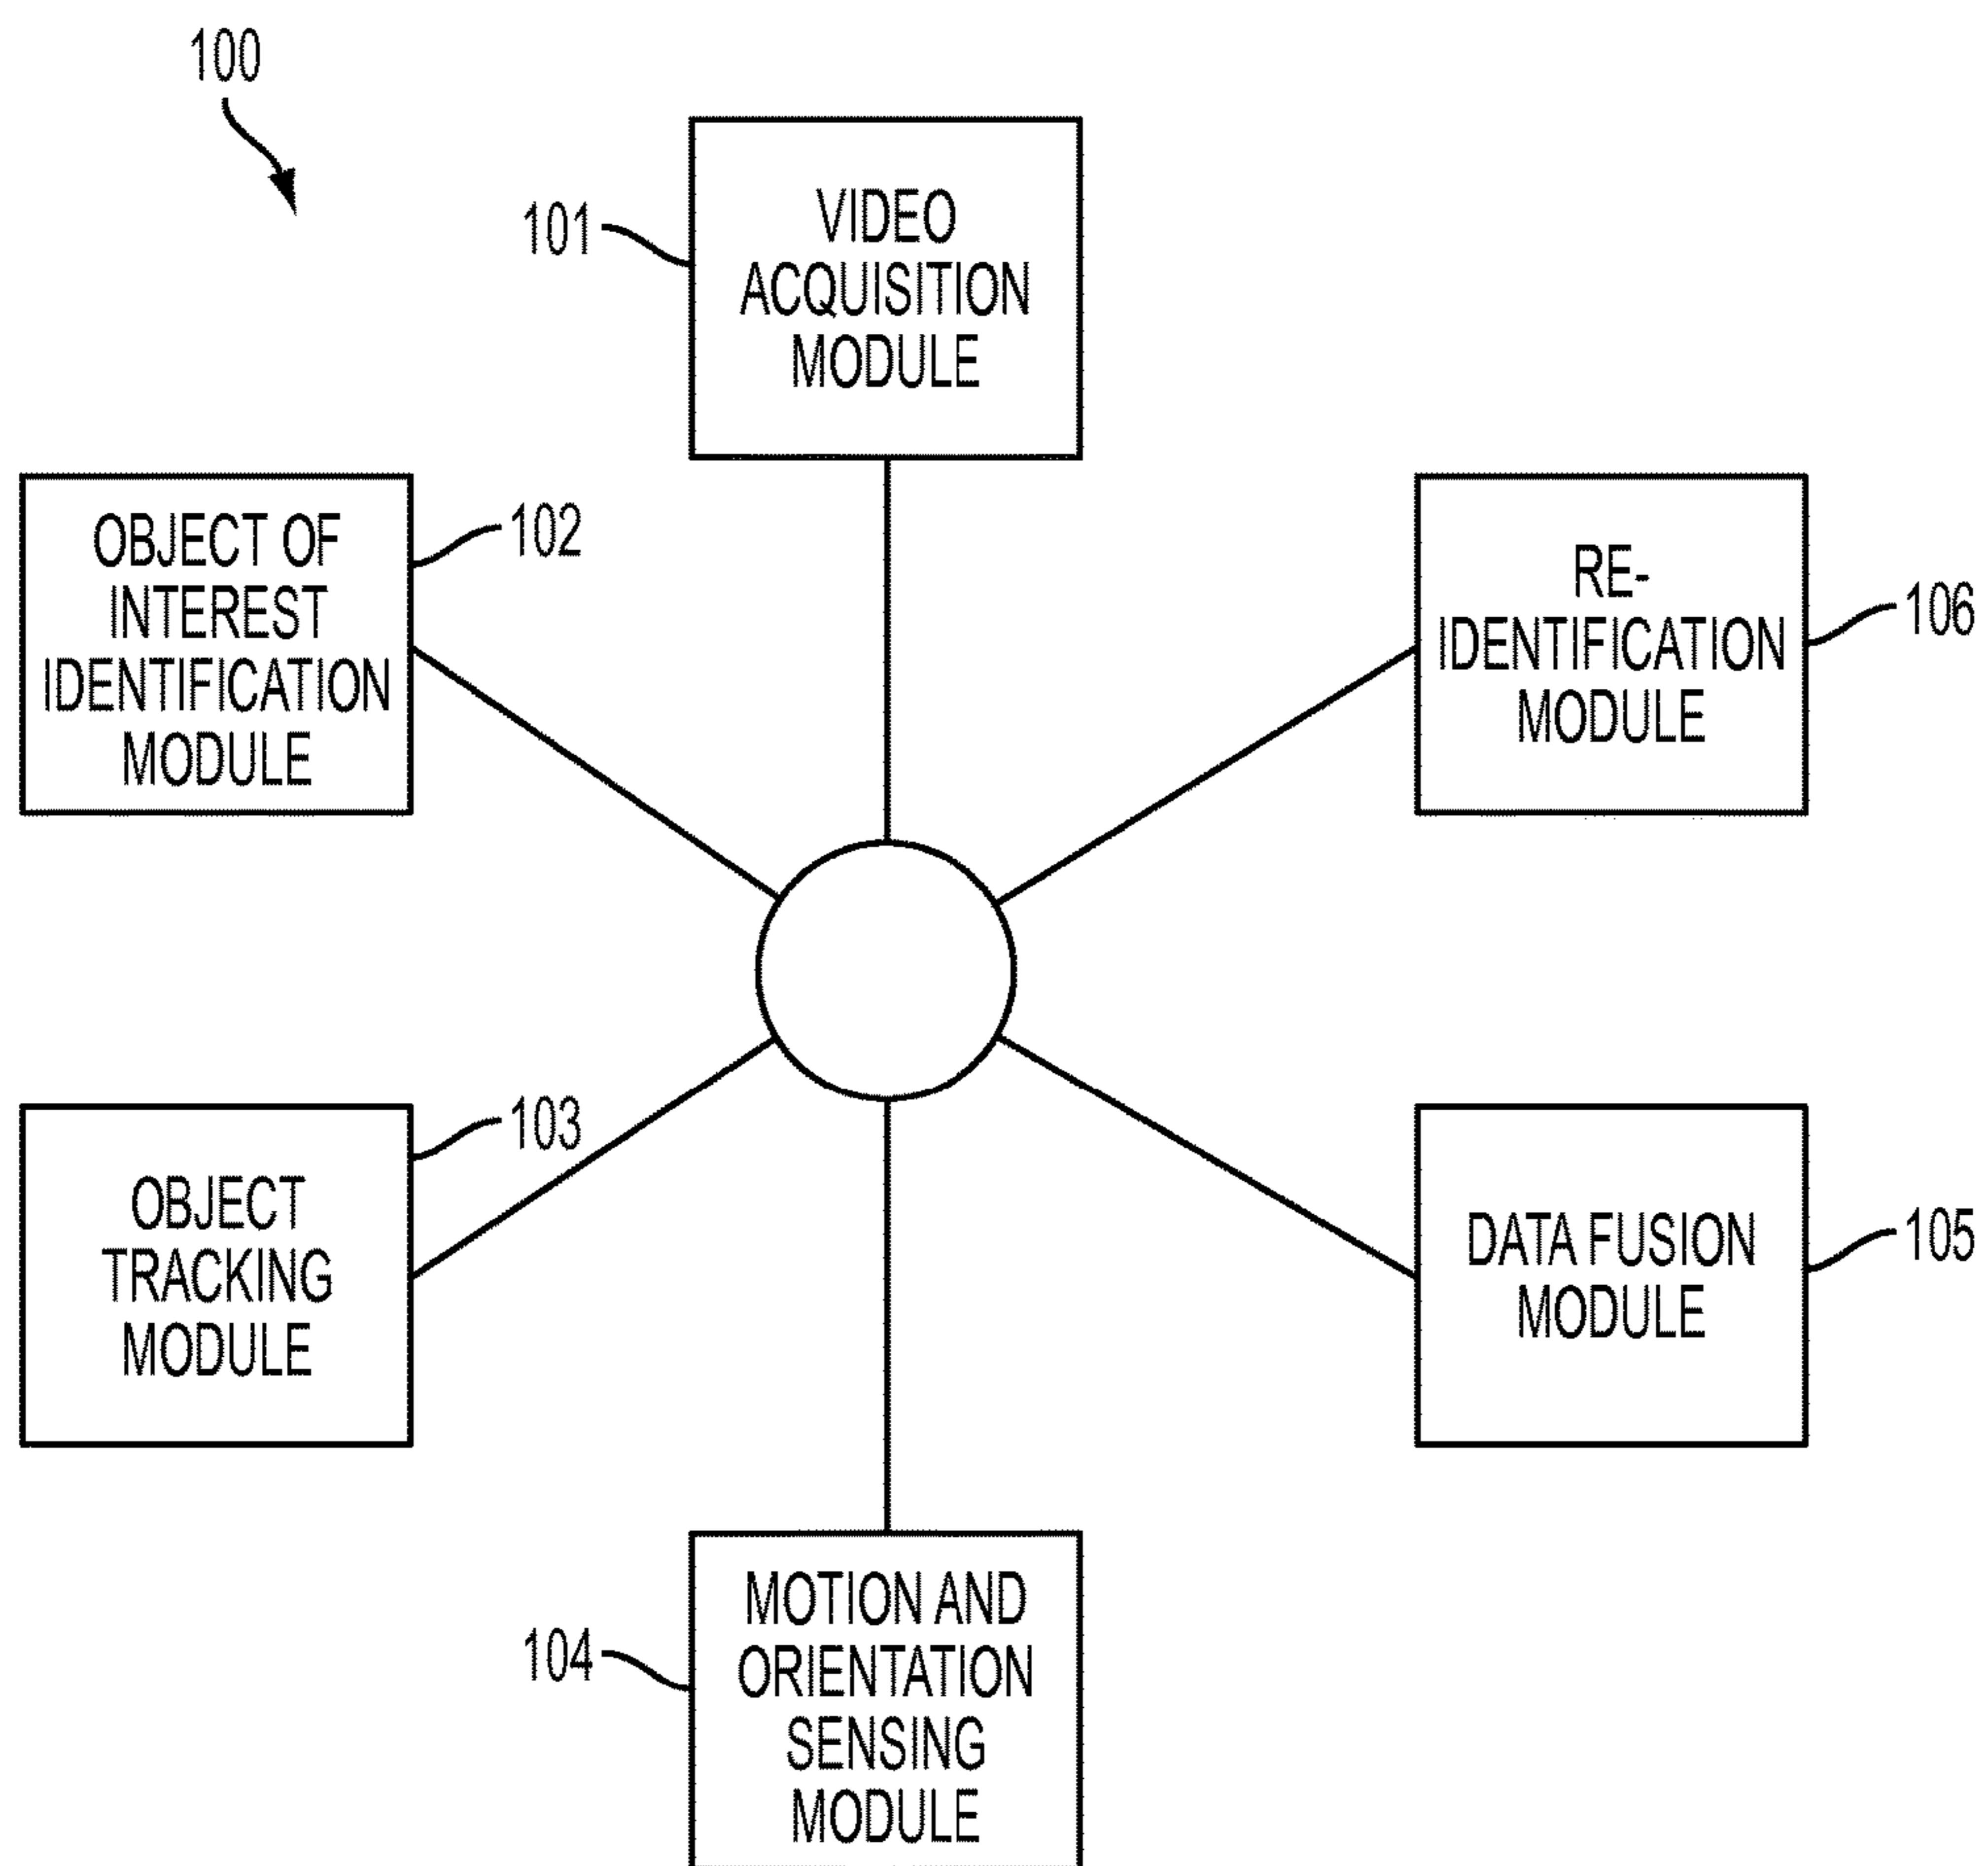 100
101
VIDEO
ACQUISITION
MODULE
OBJECT OF
INTEREST
IDENTIFICATION
MODULE
102
RE-
IDENTIFICATION
MODULE
106
OBJECT
TRACKING
MODULE
103
DATA FUSION
MODULE
105
104
MOTION AND
ORIENTATION
SENSING
MODULE